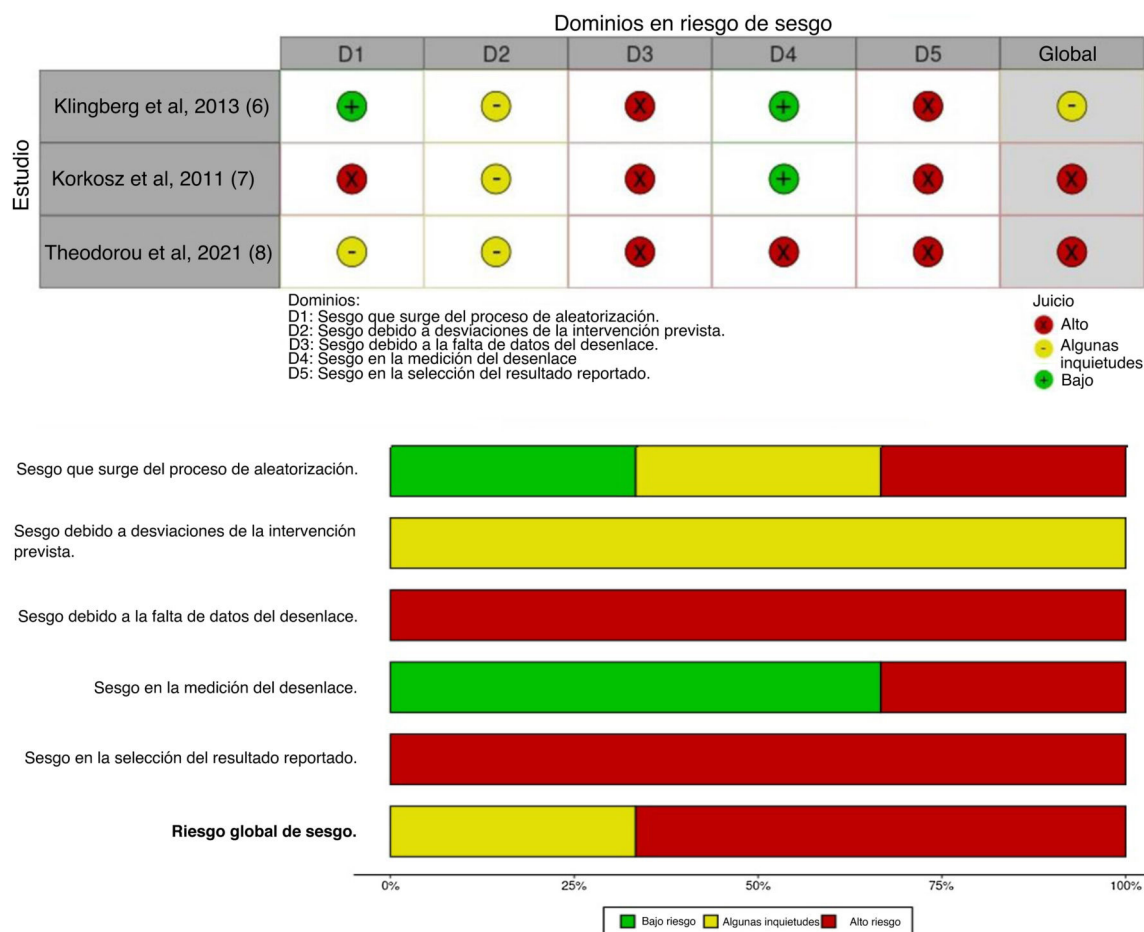 Dominios en riesgo de sesgo
D1 D2 D3 D4 D5 Global
Estudio
Klingberg et al, 2013 (6) + - X + X -
Korkosz et al, 2011 (7) X - X + X X
Theodorou et al, 2021 (8) - - X X X X
Dominios:
D1: Sesgo que surge del proceso de aleatorización.
D2: Sesgo debido a desviaciones de la intervención prevista.
D3: Sesgo debido a la falta de datos del desenlace.
D4: Sesgo en la medición del desenlace
D5: Sesgo en la selección del resultado reportado.
Juicio
X Alto
- Algunas
inquietudes
+ Bajo
Sesgo que surge del proceso de aleatorización.
Sesgo debido a desviaciones de la intervención
prevista.
Sesgo debido a la falta de datos del desenlace.
Sesgo en la medición del desenlace.
Sesgo en la selección del resultado reportado.
Riesgo global de sesgo.
0% 25% 50% 75% 100%
Bajo riesgo Algunas inquietudes Alto riesgo